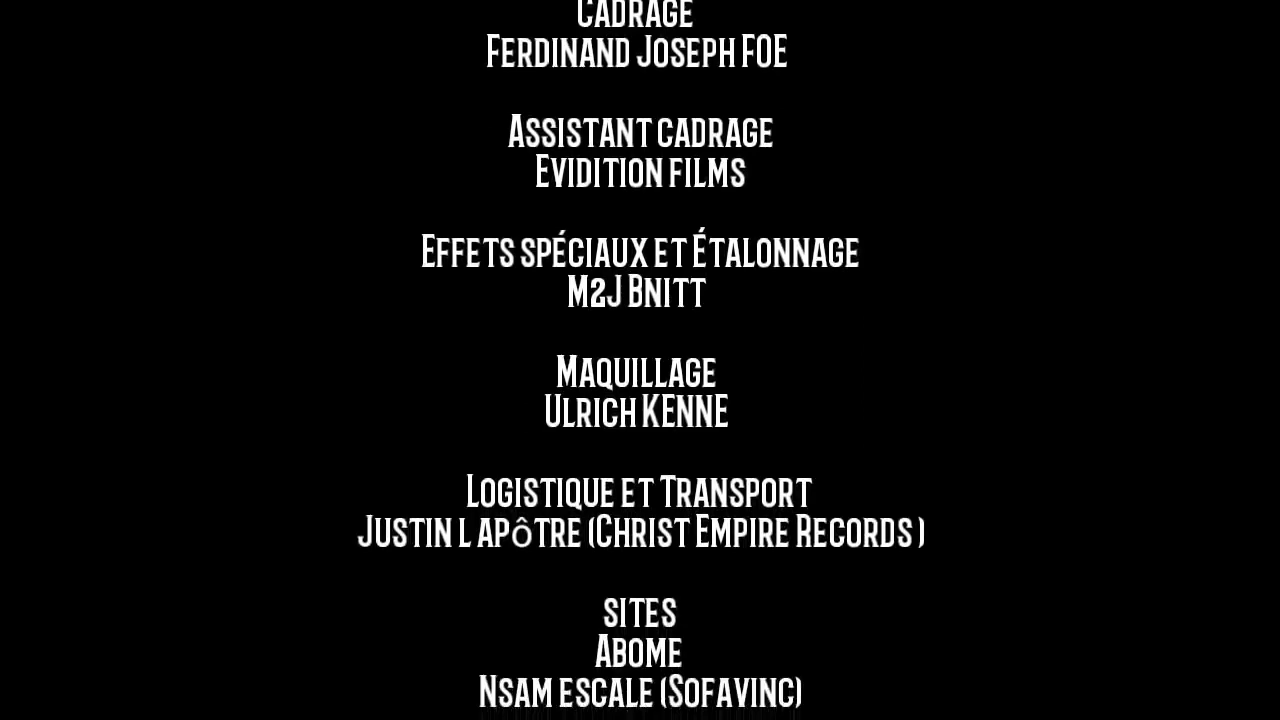 Cadrage
Ferdinand Joseph FOE
Assistant cadrage
Evidition films
Effets spéciaux et Étalonnage
M2J Bnitt
Maquillage
Ulrich KENNE
Logistique et Transport
Justin l apôtre (Christ Empire Records )
sites
Abome
Nsam escale (Sofavinc)